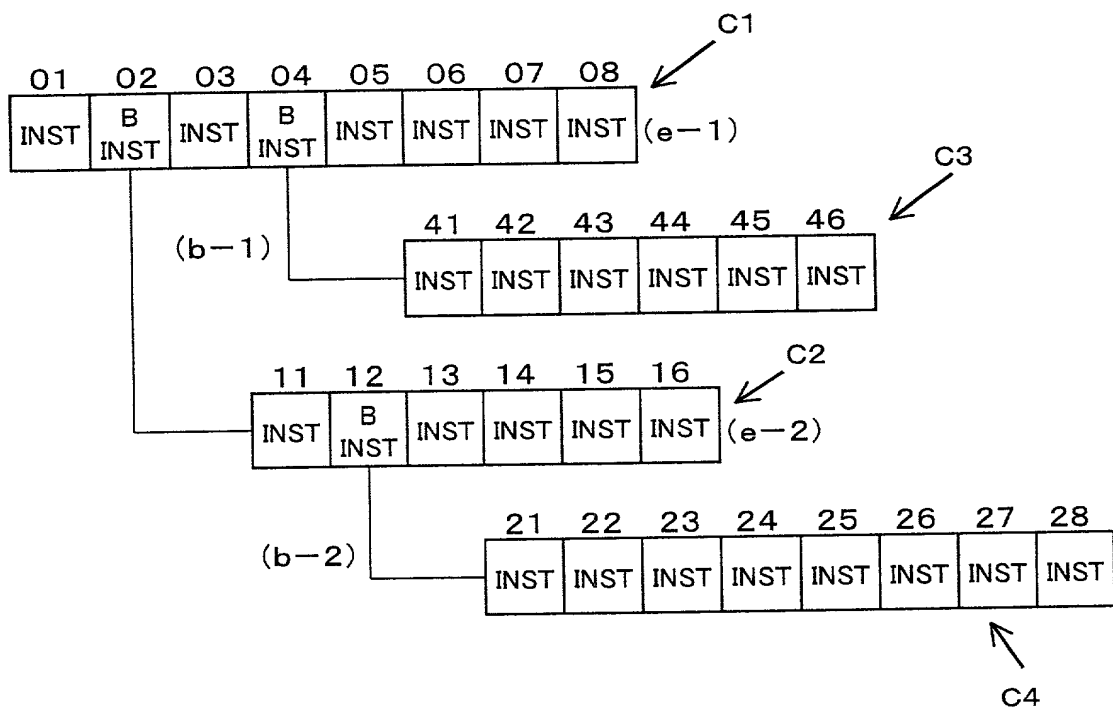 C1
01 02 03 04 05 06 07 08
INST B INST INST B INST INST INST INST INST (e-1)
C3
41 42 43 44 45 46
(b-1)
INST INST INST INST INST INST
C2
11 12 13 14 15 16
INST B INST INST INST INST INST (e-2)
21 22 23 24 25 26 27 28
(b-2)
INST INST INST INST INST INST INST INST
C4